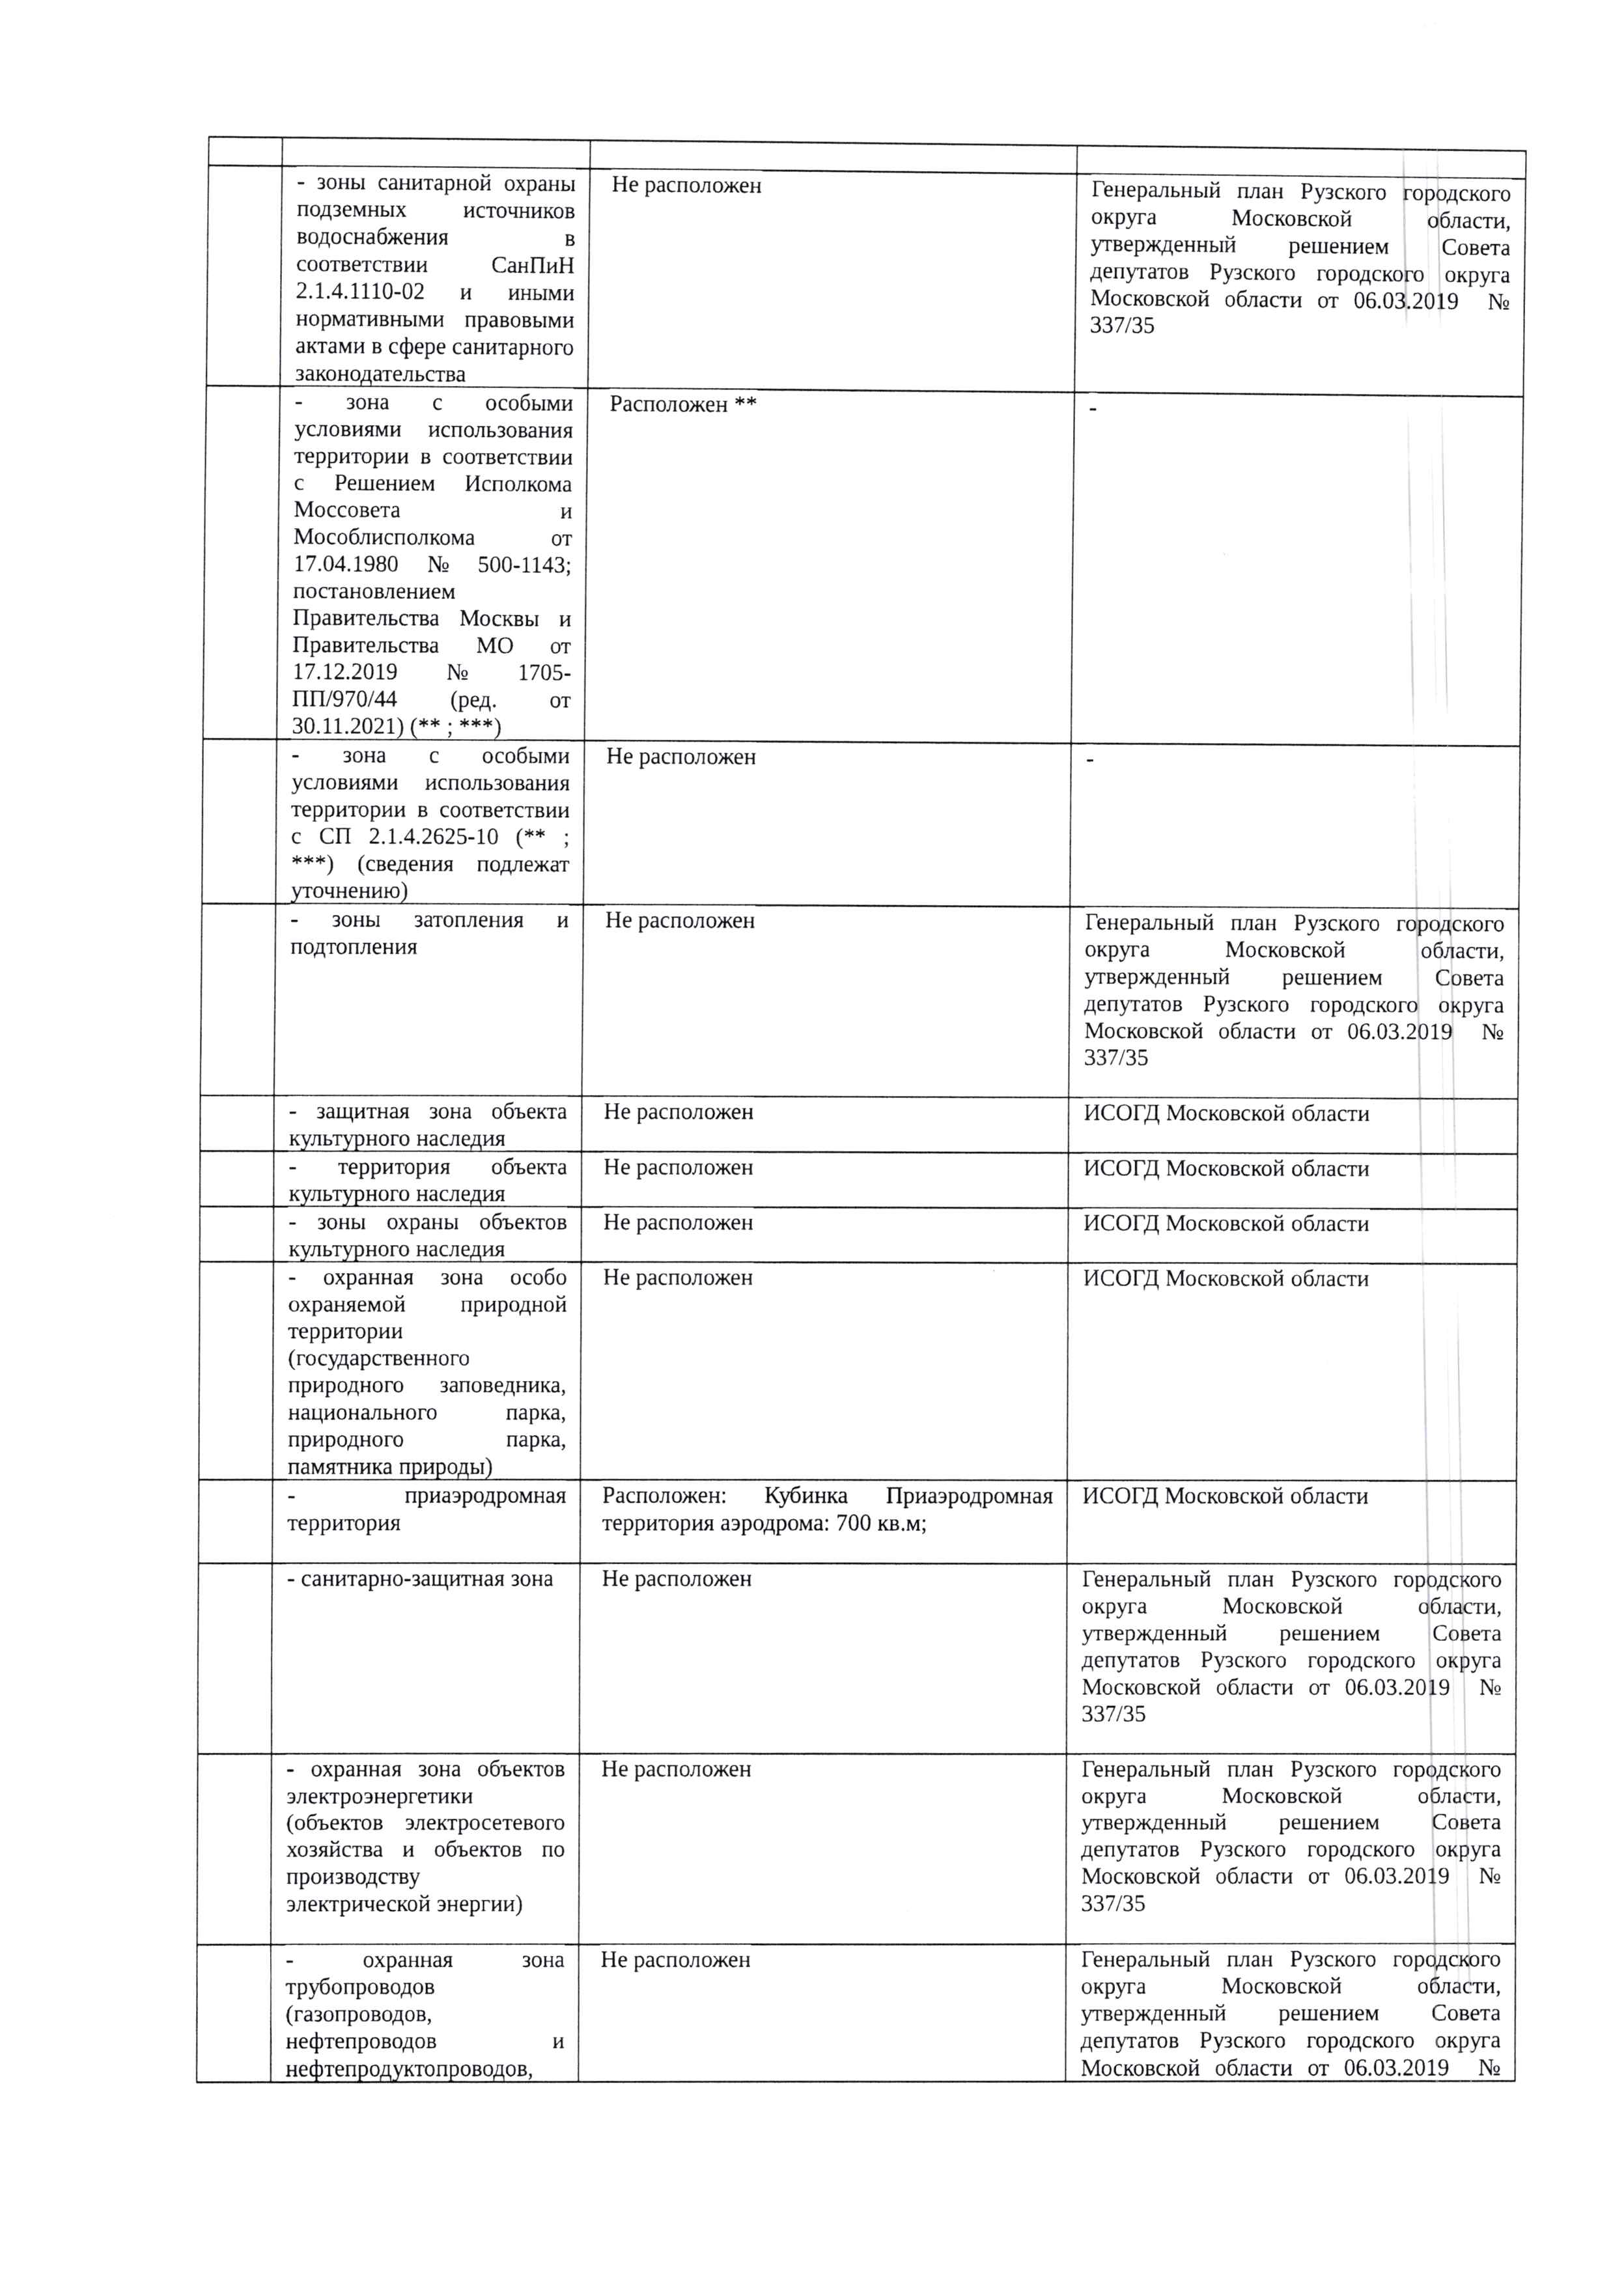 - зоны санитарной охраны
подземных источников
водоснабжения в
соответствии СанПиН
2.1.4.1110-02 и иными
нормативными правовыми
актами в сфере санитарного
законодательства
Не расположен
Генеральный план Рузского городского
округа Московской области,
утвержденный решением Совета
депутатов Рузского городского округа
Московской области от 06.03.2019 №
337/35
- зона с особыми
условиями использования
территории в соответствии
с Решением Исполкома
Моссовета и
Мособлисполкома от
17.04.1980 № 500-1143;
постановлением
Правительства Москвы и
Правительства МО от
17.12.2019 № 1705-
ПП/970/44 (ред. от
30.11.2021) (** ; ***)
Расположен **
-
- зона с особыми
условиями использования
территории в соответствии
с СП 2.1.4.2625-10 (** ;
***) (сведения подлежат
уточнению)
Не расположен
-
- зоны затопления и
подтопления
Не расположен
Генеральный план Рузского городского
округа Московской области,
утвержденный решением Совета
депутатов Рузского городского округа
Московской области от 06.03.2019 №
337/35
- защитная зона объекта
культурного наследия
Не расположен
ИСОГД Московской области
- территория объекта
культурного наследия
Не расположен
ИСОГД Московской области
- зоны охраны объектов
культурного наследия
Не расположен
ИСОГД Московской области
- охранная зона особо
охраняемой природной
территории
(государственного
природного заповедника,
национального парка,
природного парка,
памятника природы)
Не расположен
ИСОГД Московской области
- приаэродромная
территория
Расположен: Кубинка Приаэродромная
территория аэродрома: 700 кв.м;
ИСОГД Московской области
- санитарно-защитная зона
Не расположен
Генеральный план Рузского городского
округа Московской области,
утвержденный решением Совета
депутатов Рузского городского округа
Московской области от 06.03.2019 №
337/35
- охранная зона объектов
электроэнергетики
(объектов электросетевого
хозяйства и объектов по
производству
электрической энергии)
Не расположен
Генеральный план Рузского городского
округа Московской области,
утвержденный решением Совета
депутатов Рузского городского округа
Московской области от 06.03.2019 №
337/35
- охранная зона
трубопроводов
(газопроводов,
нефтепроводов и
нефтепродуктопроводов,
Не расположен
Генеральный план Рузского городского
округа Московской области,
утвержденный решением Совета
депутатов Рузского городского округа
Московской области от 06.03.2019 №